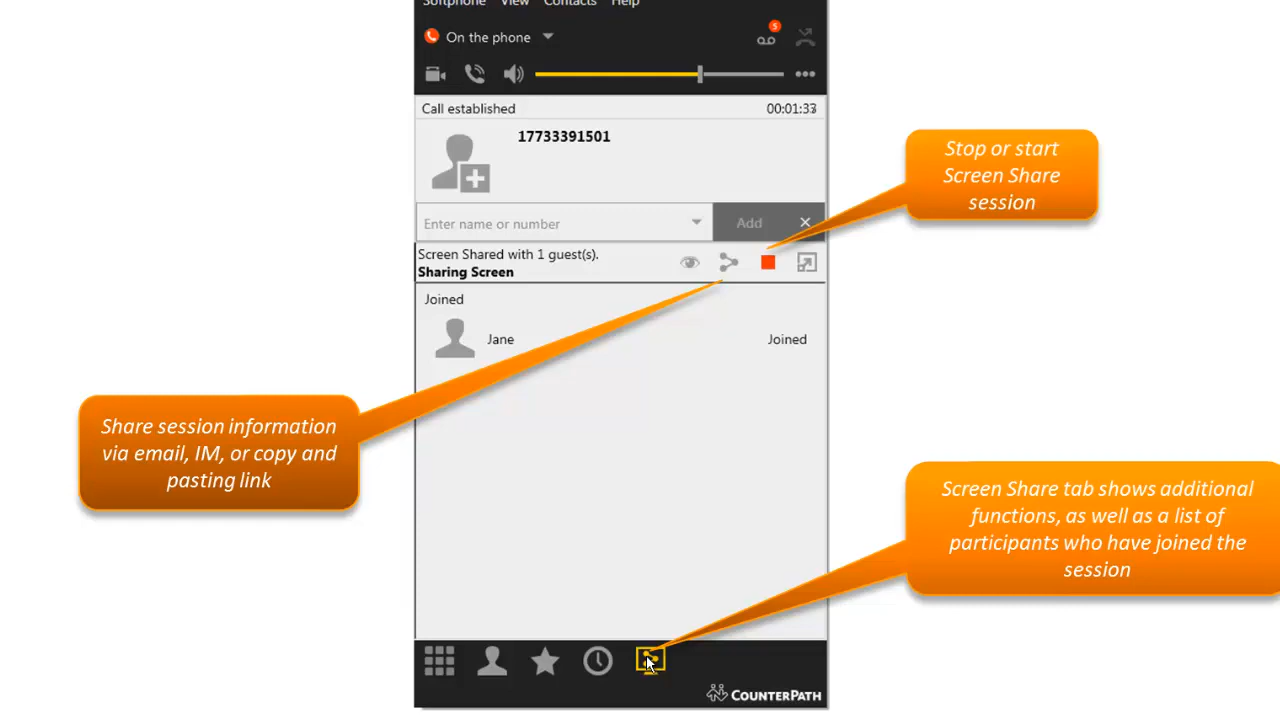 Softphone View Contacts Help
On the phone
5
Call established 00:01:33
17733391501
Enter name or number Add
Screen Shared with 1 guest(s).
Sharing Screen
Joined
Jane Joined
Stop or start
Screen Share
session
Share session information
via email, IM, or copy and
pasting link
Screen Share tab shows additional
functions, as well as a list of
participants who have joined the
session
COUNTERPATH